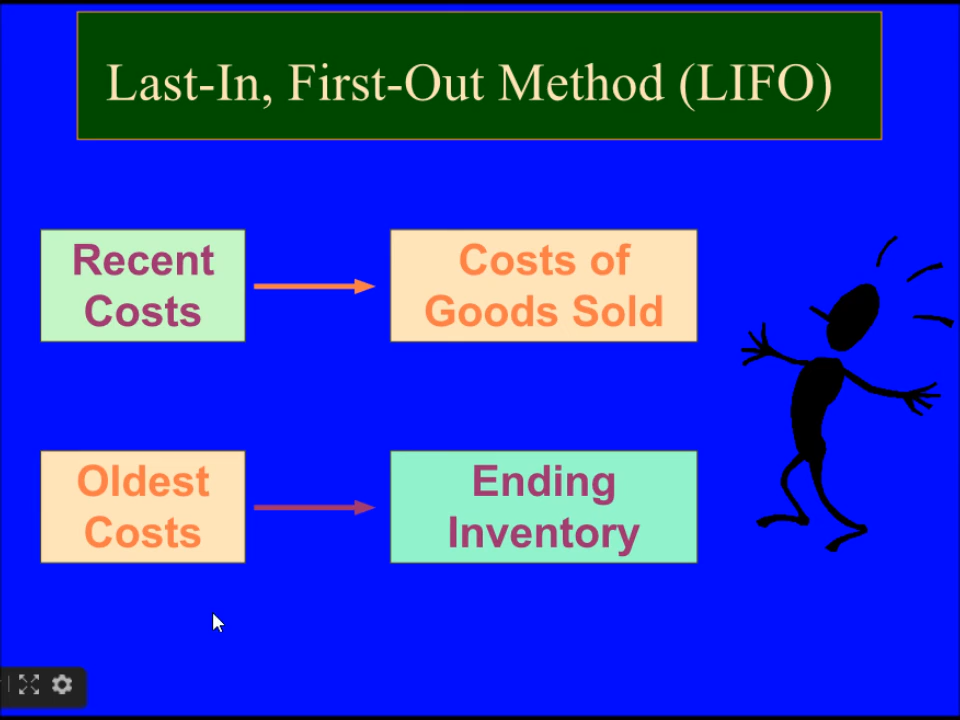 Last-In, First-Out Method (LIFO)
Recent
Costs
Costs of
Goods Sold
Oldest
Costs
Ending
Inventory